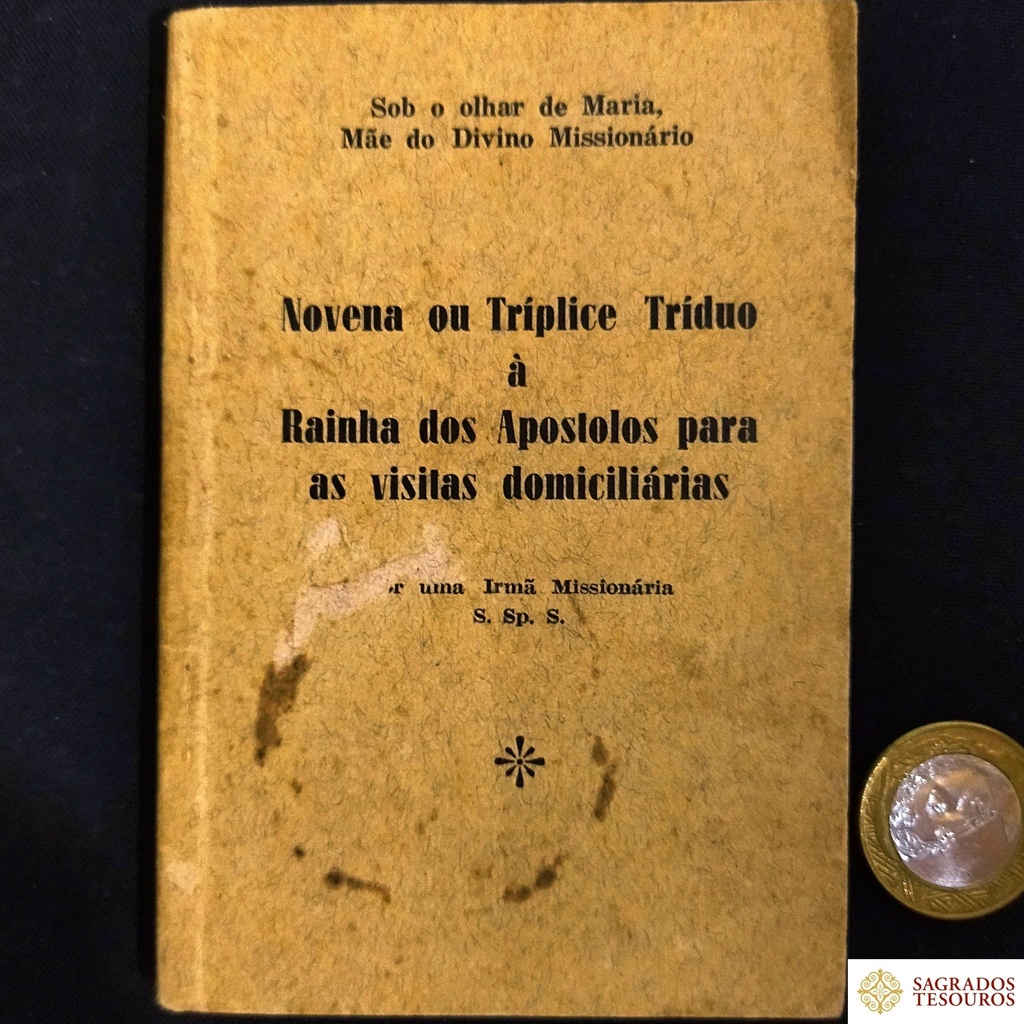 Sob o olhar de Maria,
Mãe do Divino Missionário
Novena ou Tríplice Tríduo
à
Rainha dos Apostolos para
as visitas domiciliárias
uma Irmã Missionária
S. Sp. S.
SAGRADOS
TESOUROS